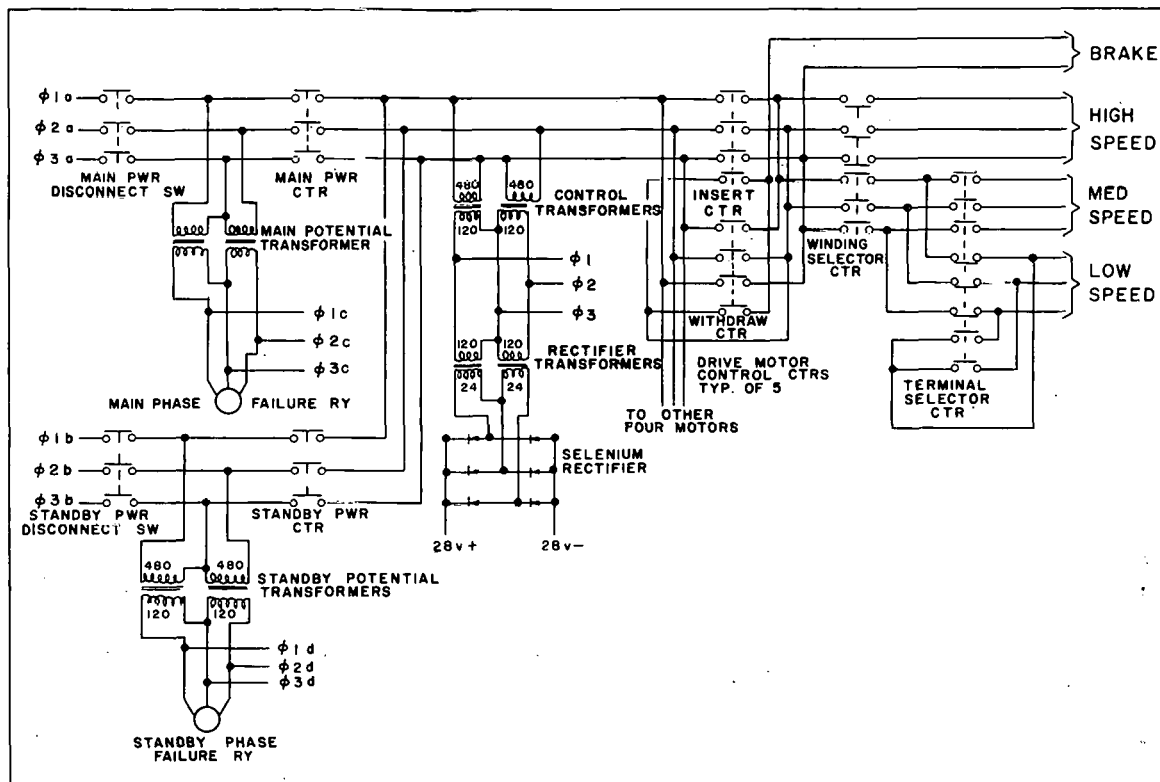 BRAKE
φ1a
φ2a
φ3a
HIGH
SPEED
MAIN PWR
DISCONNECT SW
MAIN PWR
CTR
480
480
CONTROL
TRANSFORMERS
120
120
INSERT
CTR
MED
SPEED
MAIN POTENTIAL
TRANSFORMER
WINDING
SELECTOR
CTR
φ1
φ2
φ3
LOW
SPEED
φ1c
φ2c
φ3c
120
120
RECTIFIER
TRANSFORMERS
24
24
WITHDRAW
CTR
DRIVE MOTOR
CONTROL CTRS
TYP. OF 5
TERMINAL
SELECTOR
CTR
MAIN PHASE FAILURE RY
TO OTHER
FOUR MOTORS
φ1b
φ2b
φ3b
SELENIUM
RECTIFIER
STANDBY PWR
DISCONNECT SW
STANDBY PWR
CTR
28v+
28v-
480
480
STANDBY POTENTIAL
TRANSFORMERS
120
120
φ1d
φ2d
φ3d
STANDBY PHASE
FAILURE RY